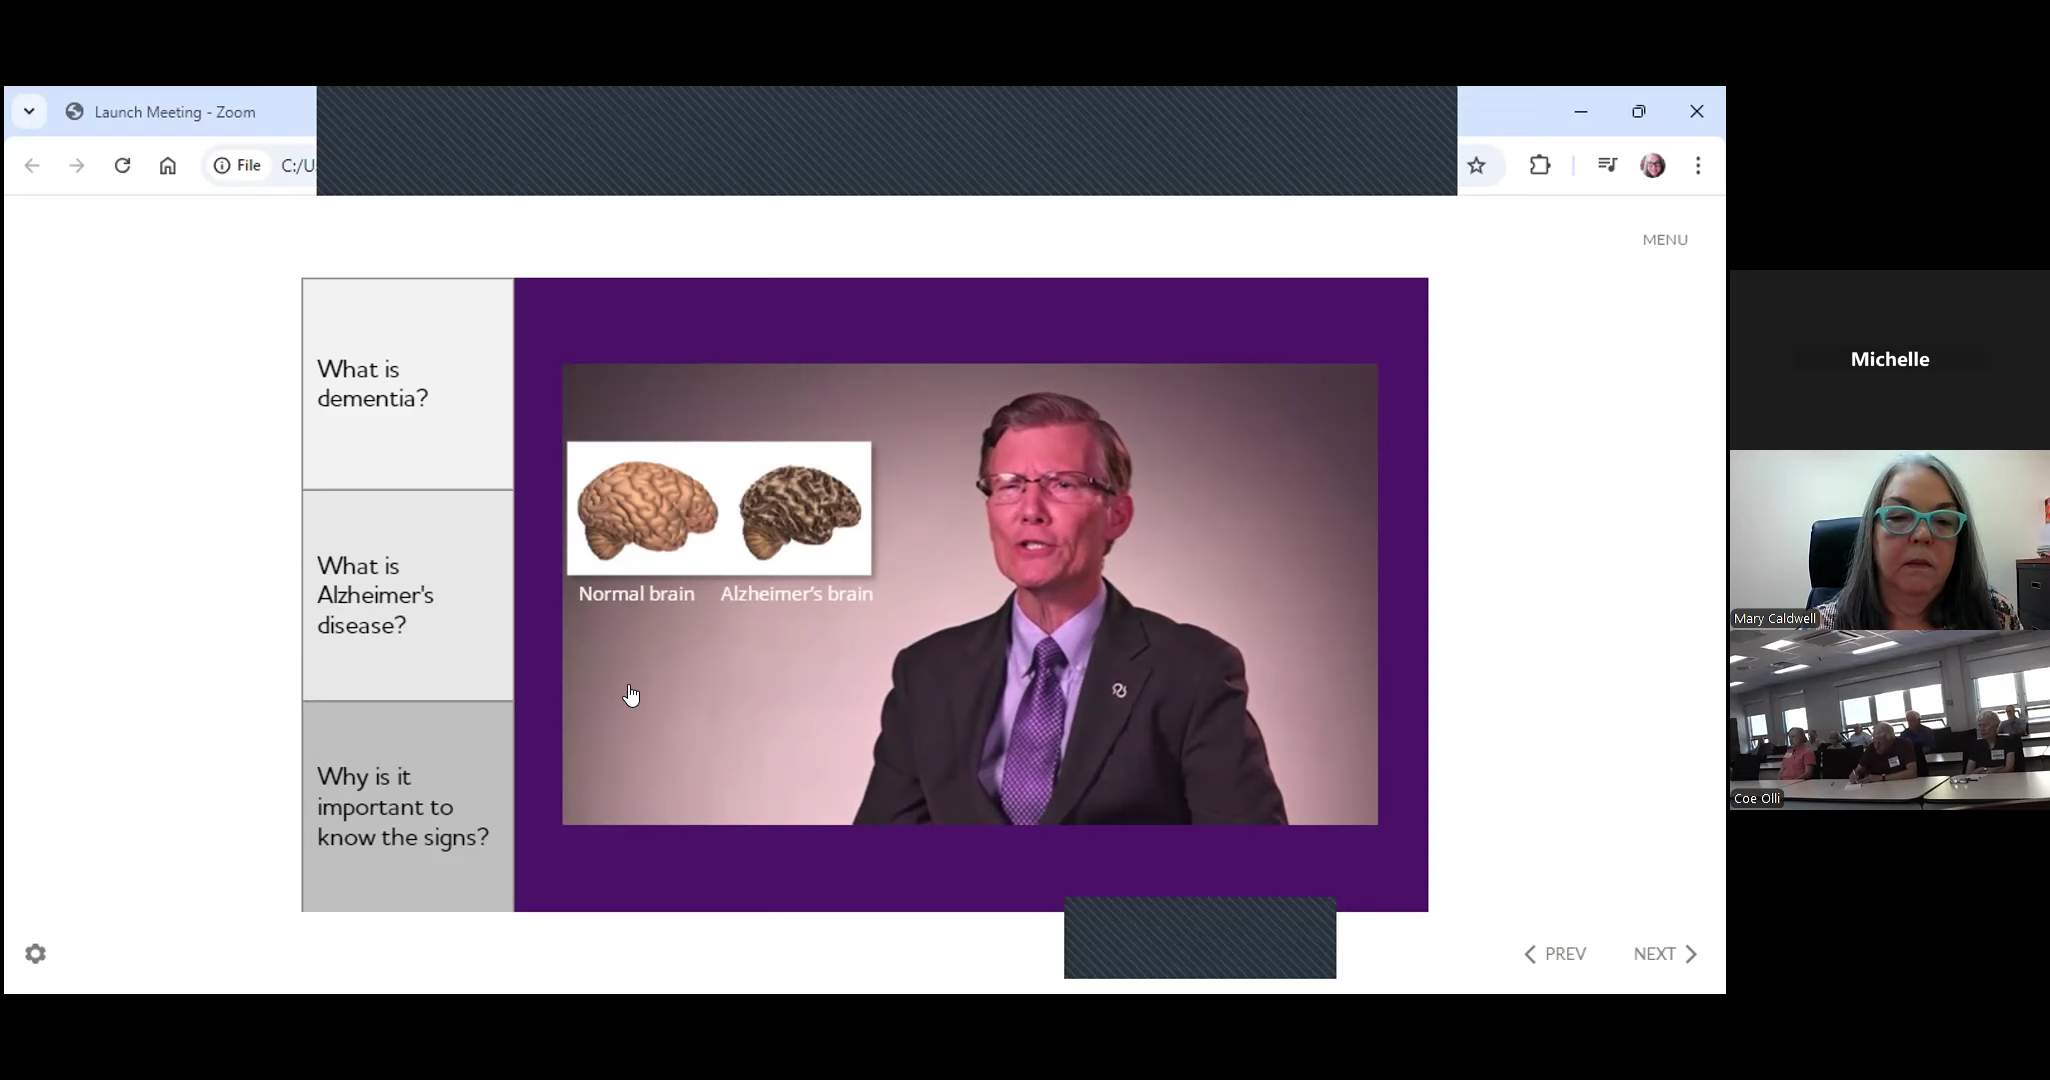 Launch Meeting - Zoom
File
C:/U
MENU
What is
dementia?
What is
Alzheimer's
disease?
Why is it
important to
know the signs?
Normal brain
Alzheimer's brain
PREV
NEXT
Michelle
Mary Caldwell
Coe Olli